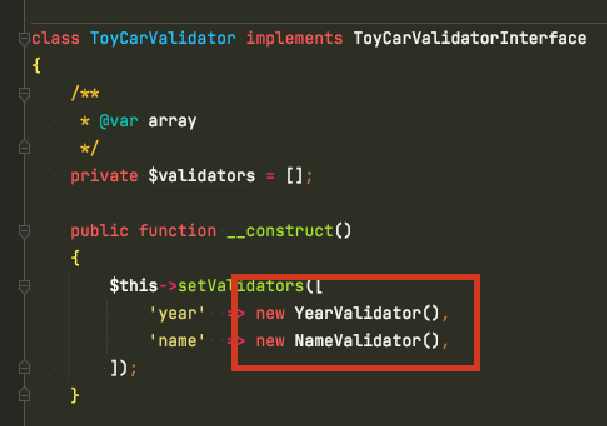 class ToyCarValidator implements ToyCarValidatorInterface
{
/**
* @var array
*/
private $validators = [];
public function __construct()
{
$this->setValidators([
'year' => new YearValidator(),
'name' => new NameValidator(),
]);
}